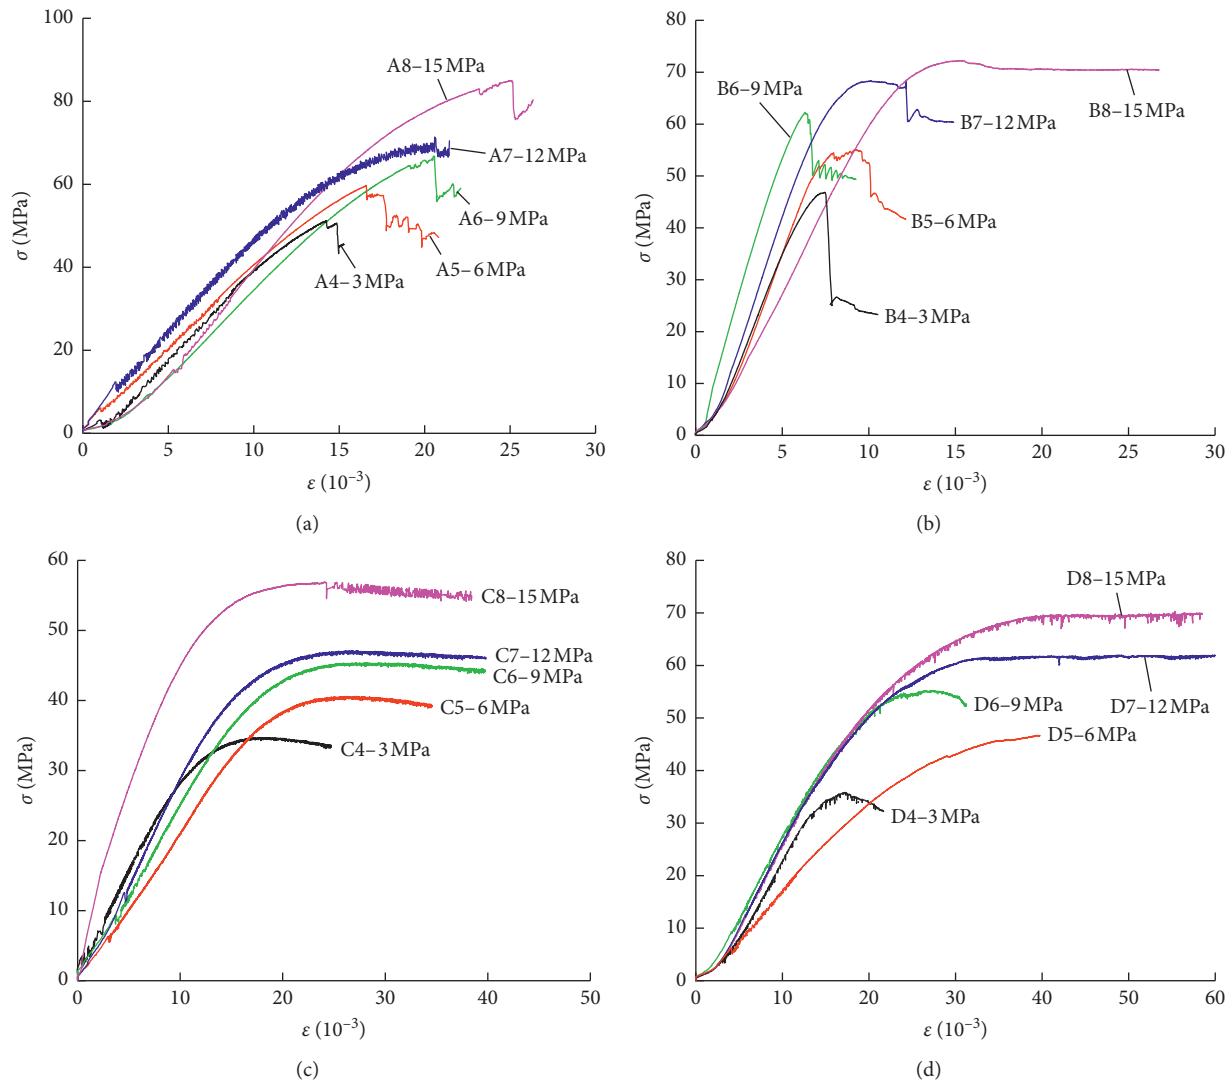 100
80
60
40
20
0
σ (MPa)
A8–15 MPa
A7–12 MPa
A6–9 MPa
A5–6 MPa
A4–3 MPa
0 5 10 15 20 25 30
ε (10⁻³)
(a)
80
70
60
50
40
30
20
10
0
σ (MPa)
B6–9 MPa
B8–15 MPa
B7–12 MPa
B5–6 MPa
B4–3 MPa
0 5 10 15 20 25 30
ε (10⁻³)
(b)
60
50
40
30
20
10
0
σ (MPa)
C8–15 MPa
C7–12 MPa
C6–9 MPa
C5–6 MPa
C4–3 MPa
0 10 20 30 40 50
ε (10⁻³)
(c)
80
70
60
50
40
30
20
10
0
σ (MPa)
D8–15 MPa
D6–9 MPa
D7–12 MPa
D5–6 MPa
D4–3 MPa
0 10 20 30 40 50 60
ε (10⁻³)
(d)